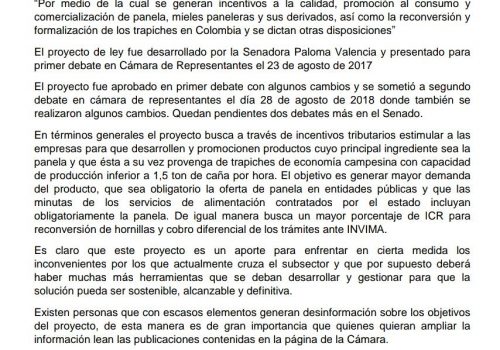 "Por medio de la cual se generan incentivos a la calidad, promoción al consumo y
comercialización de panela, mieles paneleras y sus derivados, así como la reconversión y
formalización de los trapiches en Colombia y se dictan otras disposiciones"
El proyecto de ley fue desarrollado por la Senadora Paloma Valencia y presentado para
primer debate en Cámara de Representantes el 23 de agosto de 2017
El proyecto fue aprobado en primer debate con algunos cambios y se sometió a segundo
debate en cámara de representantes el día 28 de agosto de 2018 donde también se
realizaron algunos cambios. Quedan pendientes dos debates más en el Senado.
En términos generales el proyecto busca a través de incentivos tributarios estimular a las
empresas para que desarrollen y promocionen productos cuyo principal ingrediente sea la
panela y que ésta a su vez provenga de trapiches de economía campesina con capacidad
de producción inferior a 1,5 ton de caña por hora. El objetivo es generar mayor demanda
del producto, que sea obligatorio la oferta de panela en entidades públicas y que las
minutas de los servicios de alimentación contratados por el estado incluyan
obligatoriamente la panela. De igual manera busca un mayor porcentaje de ICR para
reconversión de hornillas y cobro diferencial de los trámites ante INVIMA.
Es claro que este proyecto es un aporte para enfrentar en cierta medida los
inconvenientes por los que actualmente cruza el subsector y que por supuesto deberá
haber muchas más herramientas que se deban desarrollar y gestionar para que la
solución pueda ser sostenible, alcanzable y definitiva.
Existen personas que con escasos elementos generan desinformación sobre los objetivos
del proyecto, de esta manera es de gran importancia que quienes quieran ampliar la
información lean las publicaciones contenidas en la página de la Cámara.